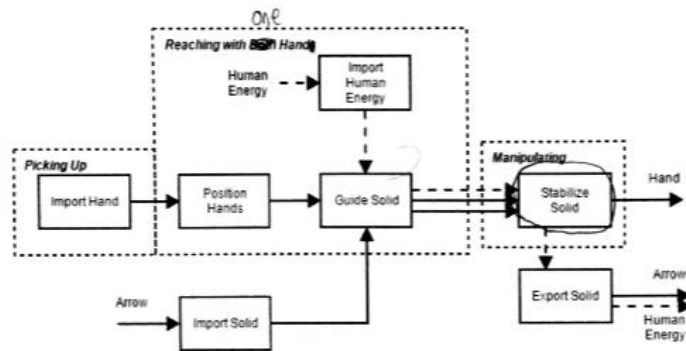 one
Reaching with Both Hands
Human
Energy
Import
Human
Energy
Picking Up
Manipulating
Import Hand
Position
Hands
Guide Solid
Stabilize
Solid
Hand
Arrow
Import Solid
Export Solid
Arrow
Human
Energy